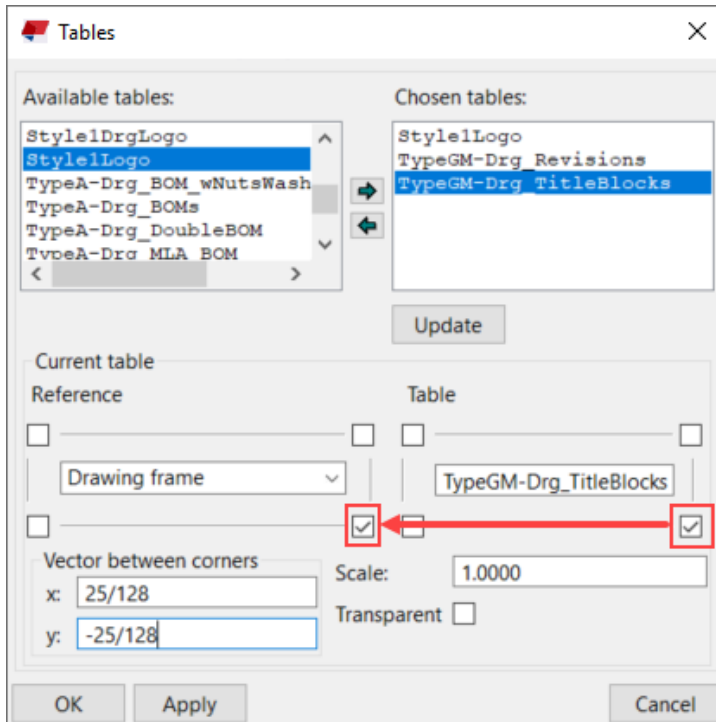 Tables
Available tables:
Chosen tables:
Style1DrgLogo
Style1Logo
TypeA-Drg_BOM_wNutsWash
TypeA-Drg_BOMs
TypeA-Drg_DoubleBOM
TypeA-Drg_MLA_BOM
Style1Logo
TypeGM-Drg_Revisions
TypeGM-Drg_TitleBlocks
Update
Current table
Reference
Table
Drawing frame
TypeGM-Drg_TitleBlocks
Vector between corners
x: 25/128
y: -25/128
Scale: 1.0000
Transparent
OK
Apply
Cancel